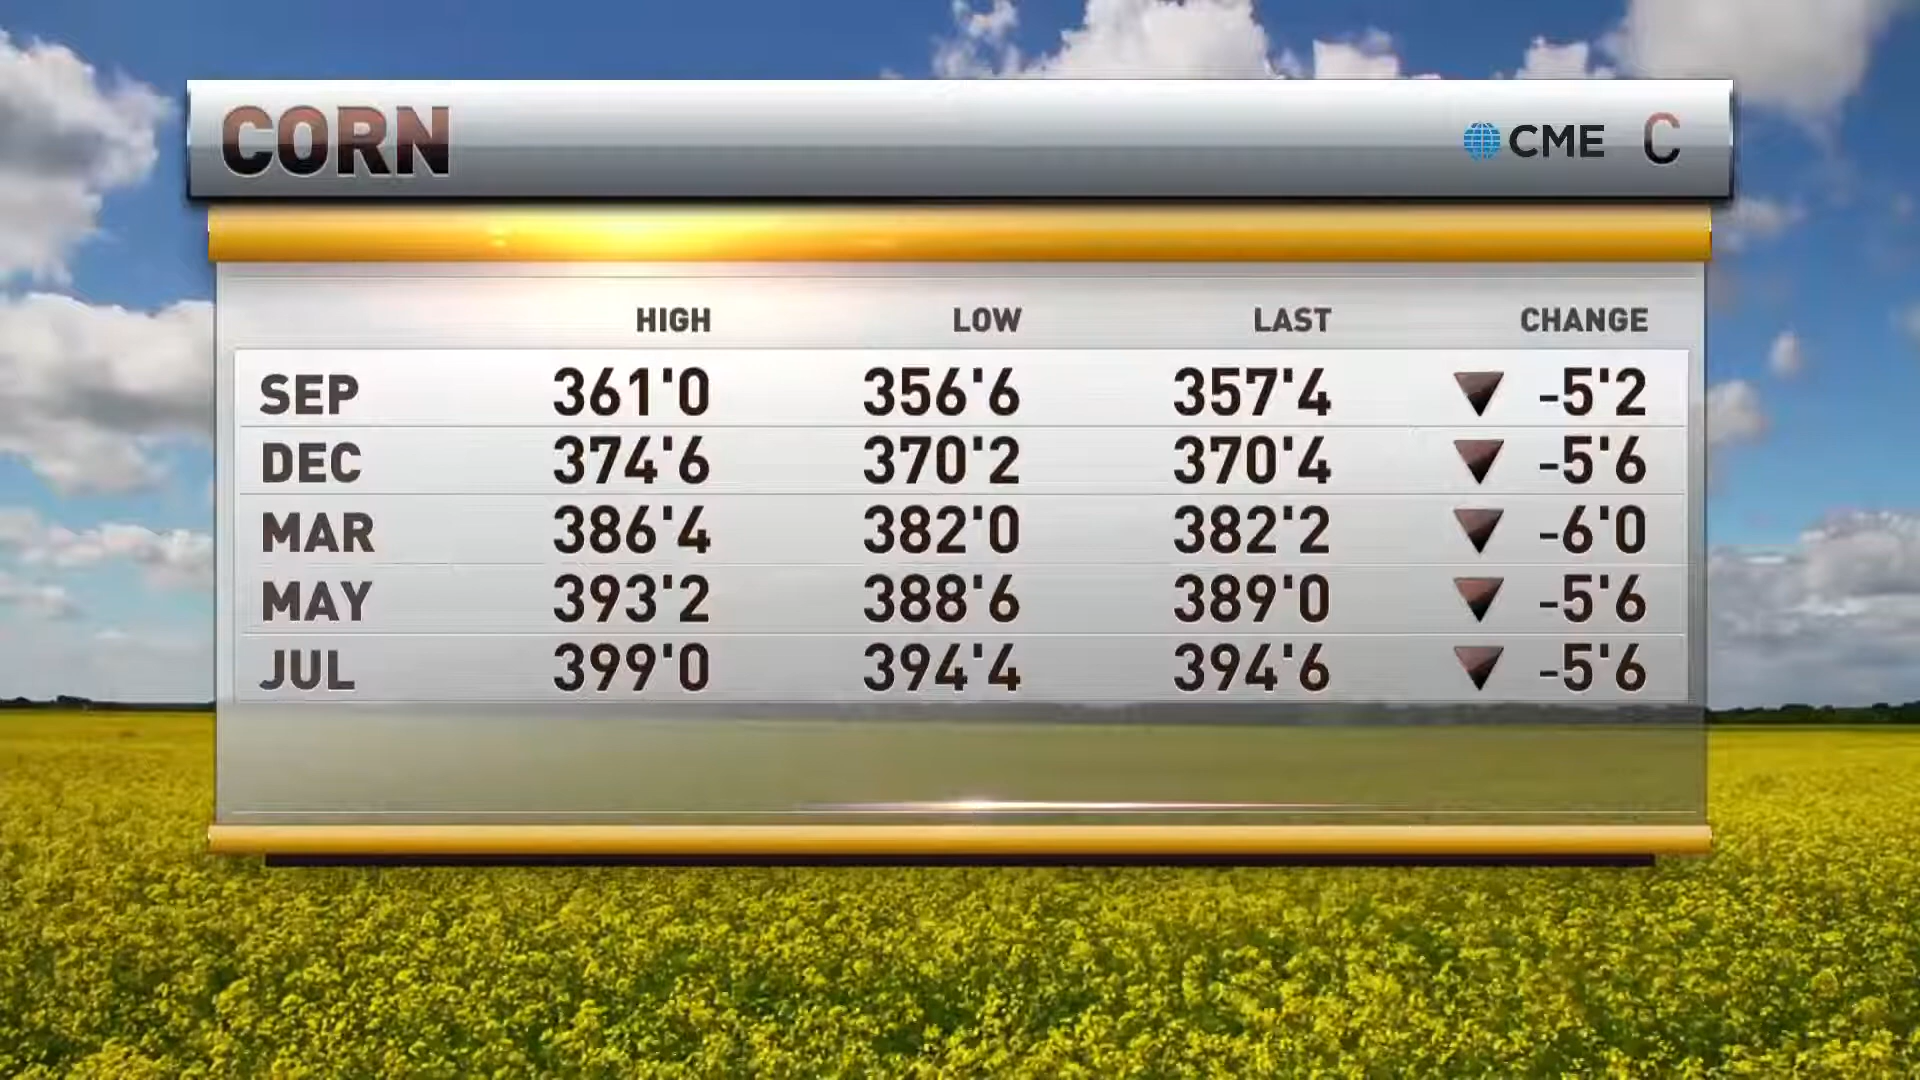 CORN CME C
HIGH LOW LAST CHANGE
SEP 361'0 356'6 357'4 ▼ -5'2
DEC 374'6 370'2 370'4 ▼ -5'6
MAR 386'4 382'0 382'2 ▼ -6'0
MAY 393'2 388'6 389'0 ▼ -5'6
JUL 399'0 394'4 394'6 ▼ -5'6